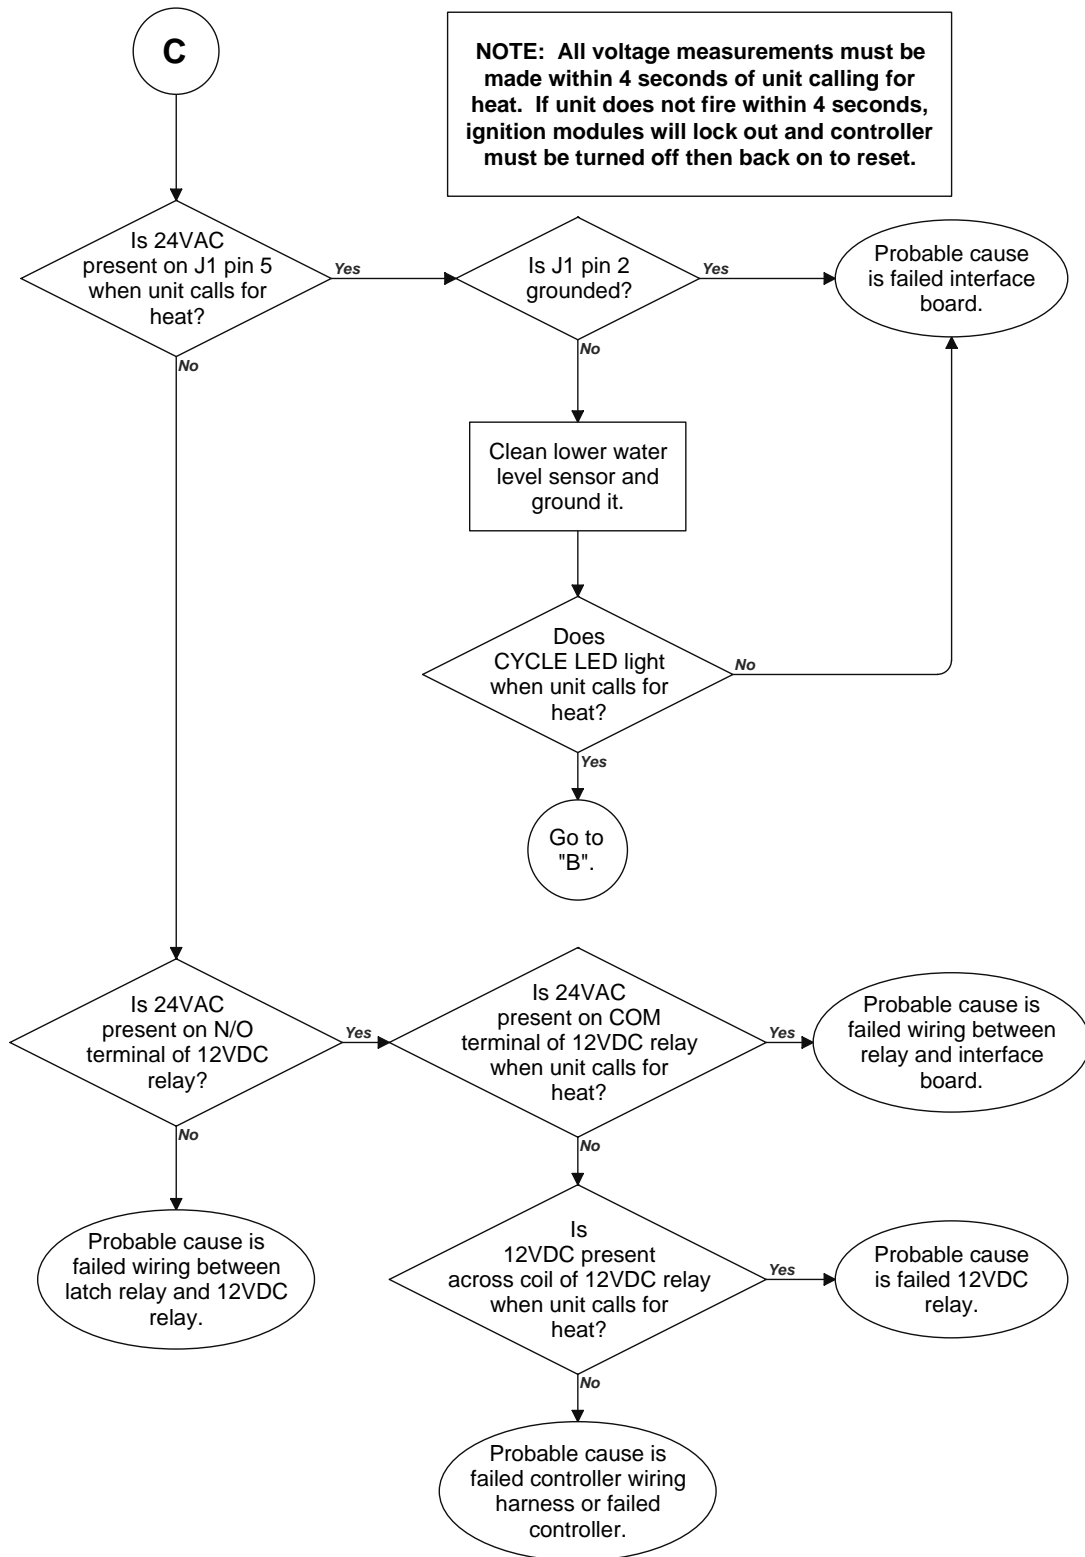 C
NOTE:  All voltage measurements must be
made within 4 seconds of unit calling for
heat.  If unit does not fire within 4 seconds,
ignition modules will lock out and controller
must be turned off then back on to reset.
Is 24VAC
present on J1 pin 5
when unit calls for
heat?
Yes
No
Is J1 pin 2
grounded?
Yes
No
Probable cause
is failed interface
board.
Clean lower water
level sensor and
ground it.
Does
CYCLE LED light
when unit calls for
heat?
No
Yes
Go to
"B".
Is 24VAC
present on N/O
terminal of 12VDC
relay?
Yes
No
Is 24VAC
present on COM
terminal of 12VDC relay
when unit calls for
heat?
Yes
No
Probable cause is
failed wiring between
relay and interface
board.
Probable cause is
failed wiring between
latch relay and 12VDC
relay.
Is
12VDC present
across coil of 12VDC relay
when unit calls for
heat?
Yes
No
Probable cause
is failed 12VDC
relay.
Probable cause is
failed controller wiring
harness or failed
controller.